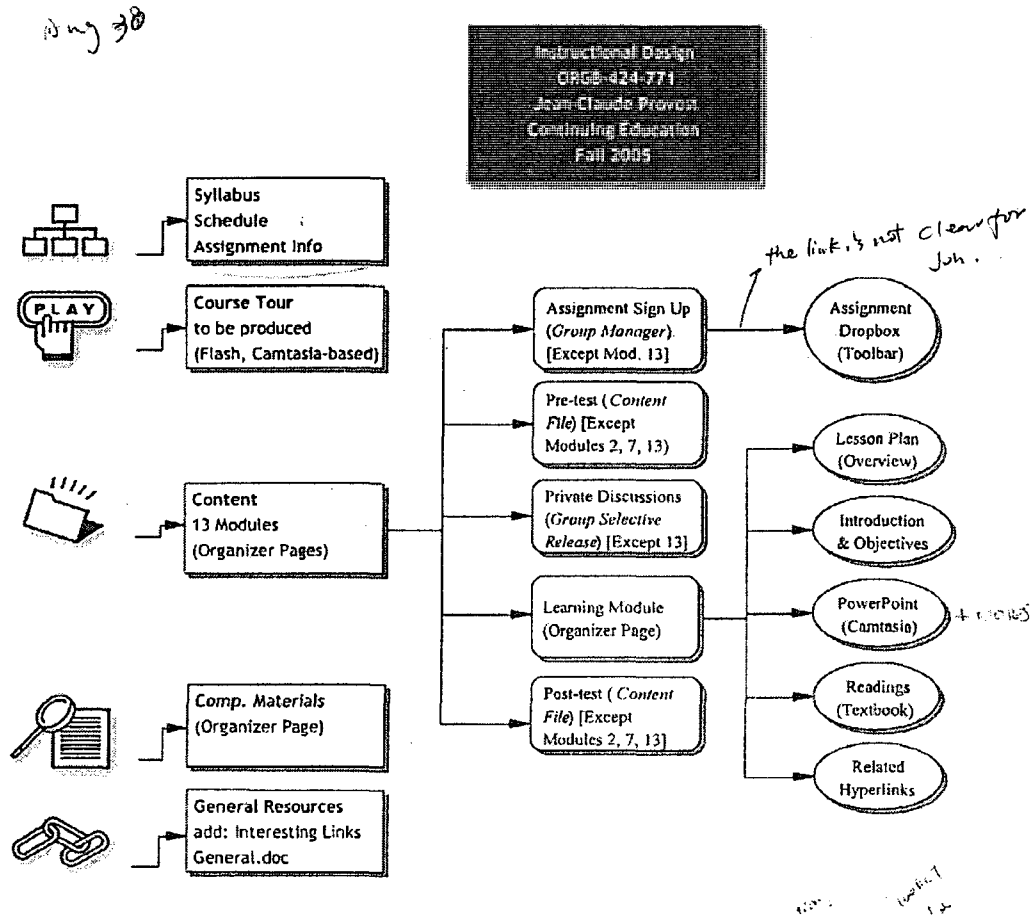 Aug 30
Instructional Design
ORGB-424-771
Jean-Claude Provost
Continuing Education
Fall 2005
Syllabus
Schedule
Assignment Info
PLAY
Course Tour
to be produced
(Flash, Camtasia-based)
Content
13 Modules
(Organizer Pages)
Comp. Materials
(Organizer Page)
General Resources
add: Interesting Links
General.doc
Assignment Sign Up
(Group Manager)
[Except Mod. 13]
the link is not clear for
Joh.
Assignment
Dropbox
(Toolbar)
Pre-test (Content
File) [Except
Modules 2, 7, 13)
Private Discussions
(Group Selective
Release) [Except 13]
Learning Module
(Organizer Page)
Post-test (Content
File) [Except
Modules 2, 7, 13]
Lesson Plan
(Overview)
Introduction
& Objectives
PowerPoint
(Camtasia)
+ notes
Readings
(Textbook)
Related
Hyperlinks